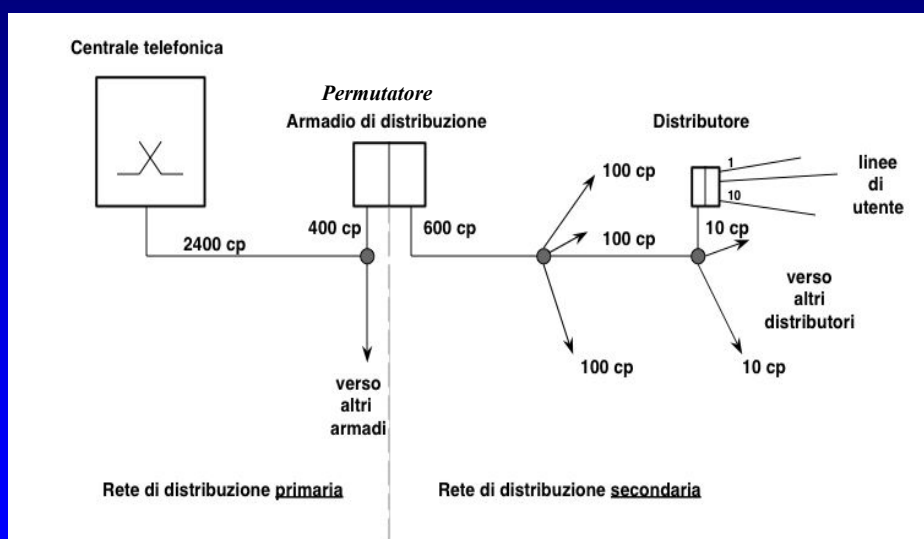 Centrale telefonica
Permutatore
Armadio di distribuzione
Distributore
1
10
linee
di
utente
100 cp
2400 cp
400 cp
600 cp
100 cp
10 cp
verso
altri
distributori
100 cp
10 cp
verso
altri
armadi
Rete di distribuzione primaria
Rete di distribuzione secondaria